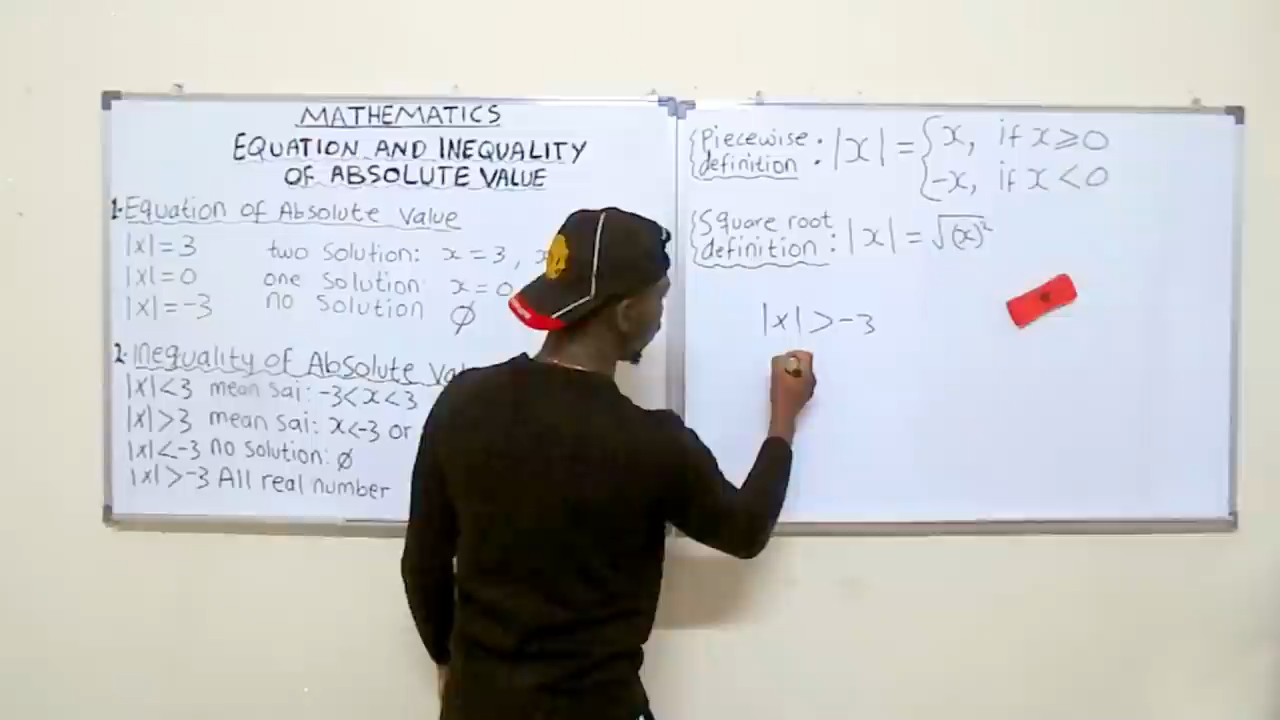 MATHEMATICS
EQUATION AND INEQUALITY
OF ABSOLUTE VALUE
1. Equation of Absolute Value
|x|=3 two solution: x=3, x
|x|=0 one solution x=0
|x|=-3 no solution ∅
2. Inequality of Absolute Va
|x|<3 mean sai: -3<x<3
|x|>3 mean sai: x<-3 or
|x|<-3 no solution: ∅
|x|>-3 All real number
Piecewise definition: |x| = { x, if x⩾0
-x, if x<0
Square root
definition: |x| = √(x)²
|x|>-3